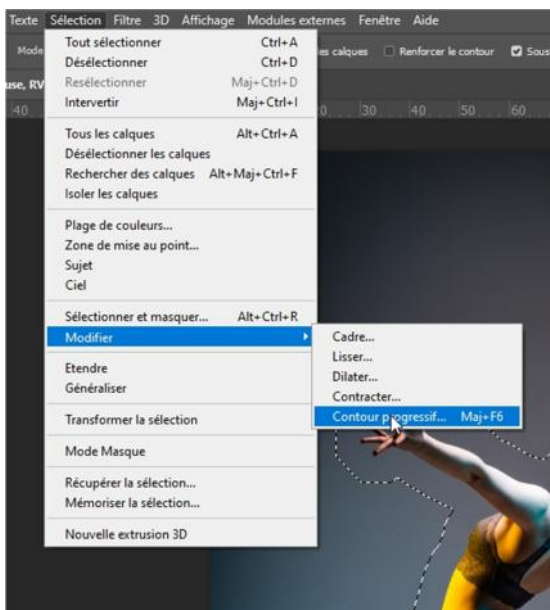 Texte Sélection Filtre 3D Affichage Modules externes Fenêtre Aide
Mode
es calques Renforcer le contour Sous
use, RV
40 30 40 50 60
Tout sélectionner Ctrl+A
Désélectionner Ctrl+D
Resélectionner Maj+Ctrl+D
Intervertir Maj+Ctrl+I
Tous les calques Alt+Ctrl+A
Désélectionner les calques
Rechercher des calques Alt+Maj+Ctrl+F
Isoler les calques
Plage de couleurs...
Zone de mise au point...
Sujet
Ciel
Sélectionner et masquer... Alt+Ctrl+R
Modifier
Cadre...
Lisser...
Dilater...
Contracter...
Contour progressif... Maj+F6
Etendre
Généraliser
Transformer la sélection
Mode Masque
Récupérer la sélection...
Mémoriser la sélection...
Nouvelle extrusion 3D